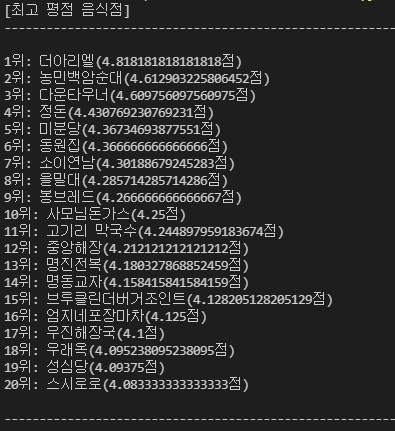 [최고 평점 음식점]
--------------------------------------------------------
1위: 더아리엘(4.818181818181818점)
2위: 농민백암순대(4.612903225806452점)
3위: 다운타우너(4.609756097560975점)
4위: 정돈(4.430769230769231점)
5위: 미분당(4.36734693877551점)
6위: 동원집(4.366666666666666점)
7위: 소이연남(4.30188679245283점)
8위: 을밀대(4.285714285714286점)
9위: 봉브레드(4.266666666666667점)
10위: 사모님돈가스(4.25점)
11위: 고기리 막국수(4.244897959183674점)
12위: 중앙해장(4.212121212121212점)
13위: 명진전복(4.180327868852459점)
14위: 명동교자(4.158415841584159점)
15위: 브루클린더버거조인트(4.128205128205129점)
16위: 엄지네포장마차(4.125점)
17위: 우진해장국(4.1점)
18위: 우래옥(4.095238095238095점)
19위: 성심당(4.09375점)
20위: 스시로로(4.083333333333333점)
--------------------------------------------------------